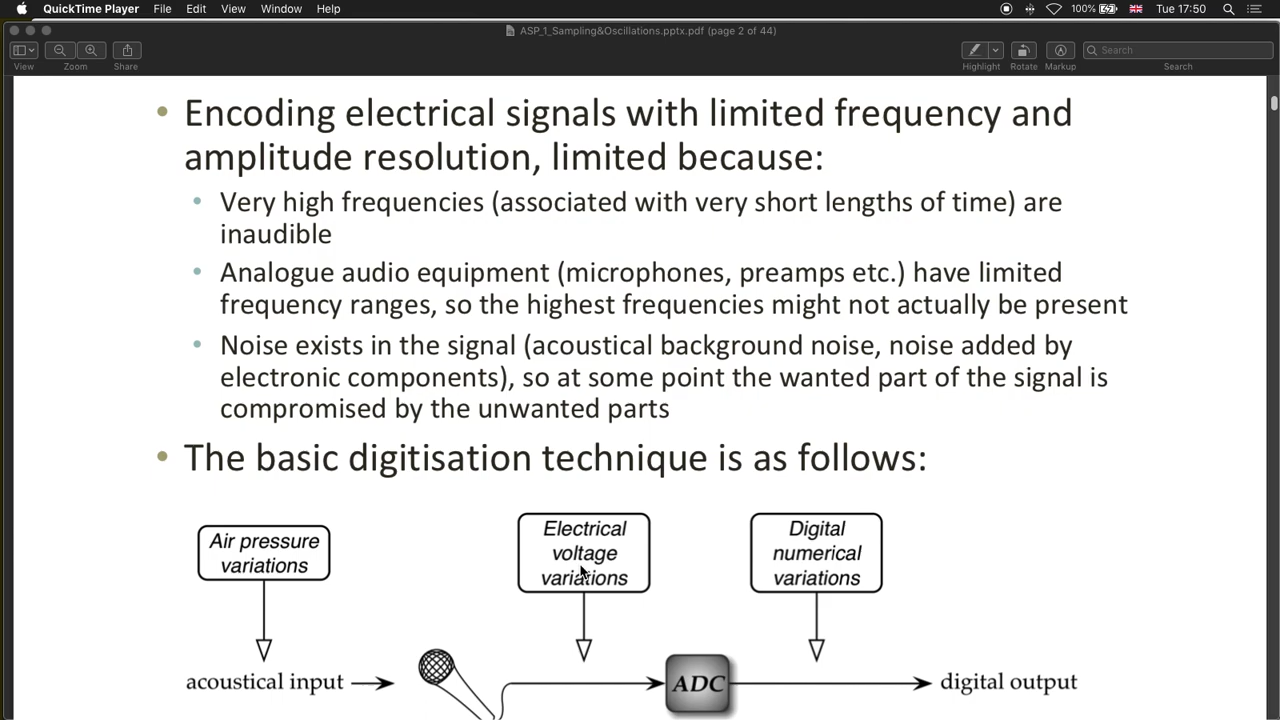 QuickTime Player File Edit View Window Help 100% Tue 17:50
ASP_1_Sampling&Oscillations.pptx.pdf (page 2 of 44)
Search
View Zoom Share Highlight Rotate Markup Search
• Encoding electrical signals with limited frequency and
amplitude resolution, limited because:
• Very high frequencies (associated with very short lengths of time) are
inaudible
• Analogue audio equipment (microphones, preamps etc.) have limited
frequency ranges, so the highest frequencies might not actually be present
• Noise exists in the signal (acoustical background noise, noise added by
electronic components), so at some point the wanted part of the signal is
compromised by the unwanted parts
• The basic digitisation technique is as follows:
Air pressure
variations
Electrical
voltage
variations
Digital
numerical
variations
acoustical input
ADC
digital output